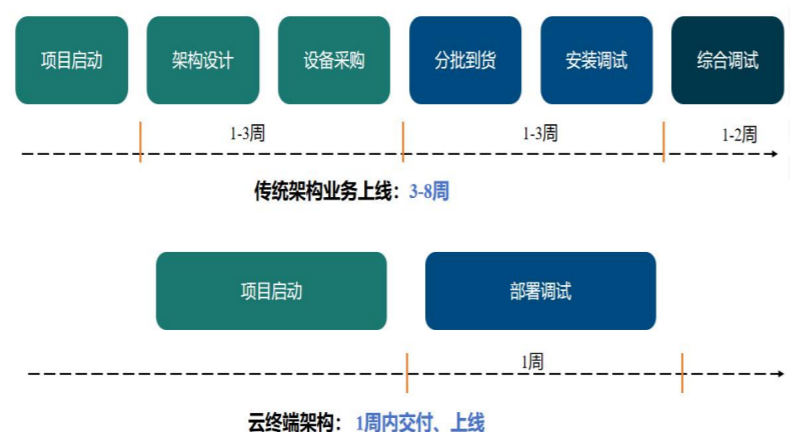 项目启动 架构设计 设备采购 分批到货 安装调试 综合调试
1-3周 1-3周 1-2周
传统架构业务上线：3-8周
项目启动 部署调试
1周
云终端架构： 1周内交付、上线